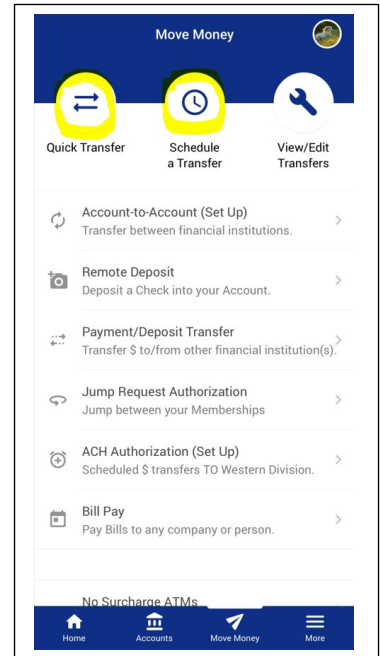 Move Money
Quick Transfer
Schedule
a Transfer
View/Edit
Transfers
Account-to-Account (Set Up)
Transfer between financial institutions.
Remote Deposit
Deposit a Check into your Account.
Payment/Deposit Transfer
Transfer $ to/from other financial institution(s).
Jump Request Authorization
Jump between your Memberships
ACH Authorization (Set Up)
Scheduled $ transfers TO Western Division.
Bill Pay
Pay Bills to any company or person.
No Surcharge ATMs
Home
Accounts
Move Money
More